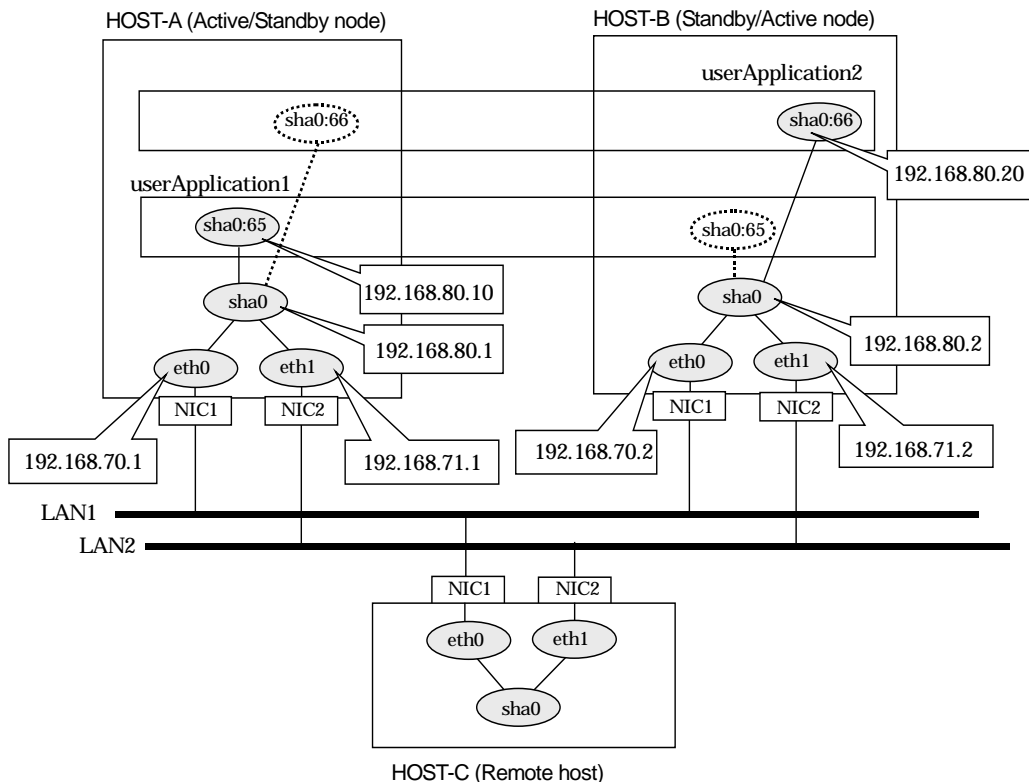 HOST-A (Active/Standby node)
HOST-B (Standby/Active node)
userApplication2
sha0:66
sha0:66
192.168.80.20
userApplication1
sha0:65
sha0:65
192.168.80.10
sha0
sha0
192.168.80.1
192.168.80.2
eth0
eth1
eth0
eth1
NIC1
NIC2
NIC1
NIC2
192.168.70.1
192.168.71.1
192.168.70.2
192.168.71.2
LAN1
LAN2
NIC1
NIC2
eth0
eth1
sha0
HOST-C (Remote host)